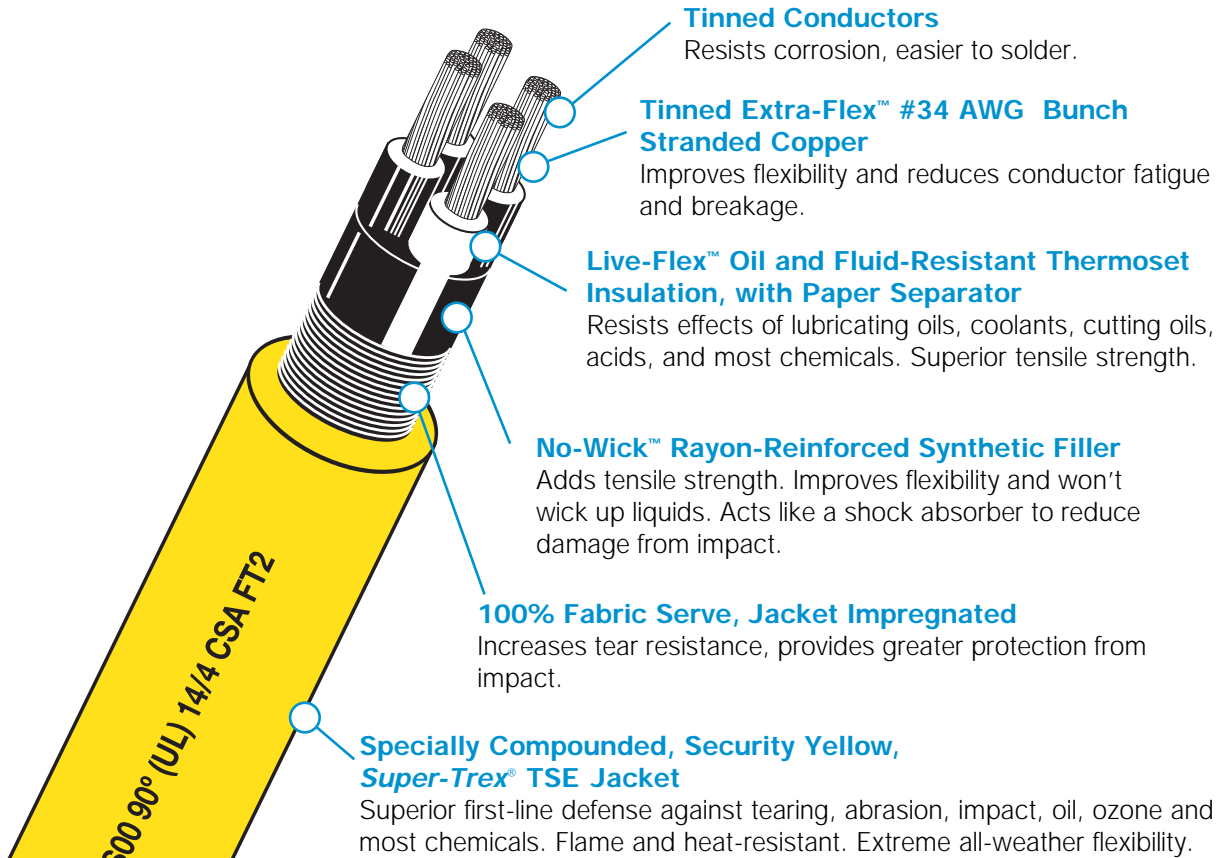 Tinned Conductors
Resists corrosion, easier to solder.
Tinned Extra-Flex™ #34 AWG Bunch
Stranded Copper
Improves flexibility and reduces conductor fatigue
and breakage.
Live-Flex™ Oil and Fluid-Resistant Thermoset
Insulation, with Paper Separator
Resists effects of lubricating oils, coolants, cutting oils,
acids, and most chemicals. Superior tensile strength.
No-Wick™ Rayon-Reinforced Synthetic Filler
Adds tensile strength. Improves flexibility and won’t
wick up liquids. Acts like a shock absorber to reduce
damage from impact.
100% Fabric Serve, Jacket Impregnated
Increases tear resistance, provides greater protection from
impact.
Specially Compounded, Security Yellow,
Super-Trex® TSE Jacket
Superior first-line defense against tearing, abrasion, impact, oil, ozone and
most chemicals. Flame and heat-resistant. Extreme all-weather flexibility.
600 90° (UL) 14/4 CSA FT2